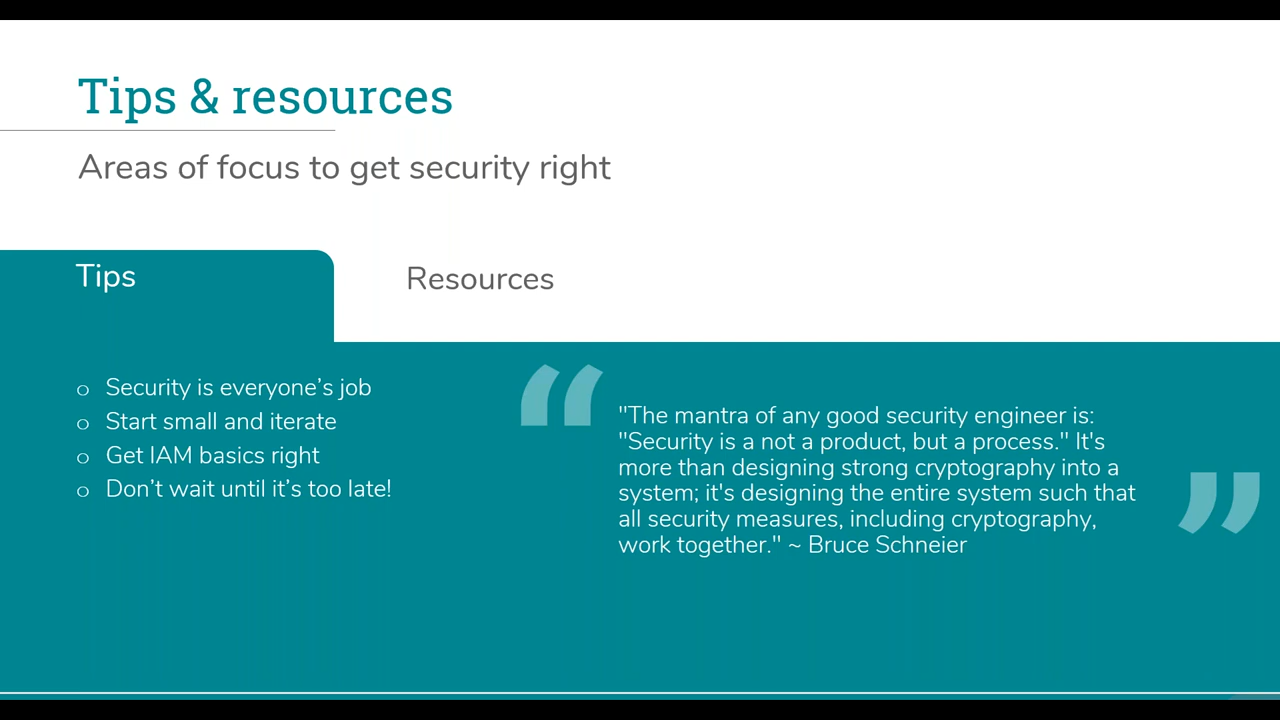 Tips & resources
Areas of focus to get security right
Tips
Resources
o Security is everyone’s job
o Start small and iterate
o Get IAM basics right
o Don’t wait until it’s too late!
“
"The mantra of any good security engineer is:
"Security is a not a product, but a process." It's
more than designing strong cryptography into a
system; it's designing the entire system such that
all security measures, including cryptography,
work together." ~ Bruce Schneier
”